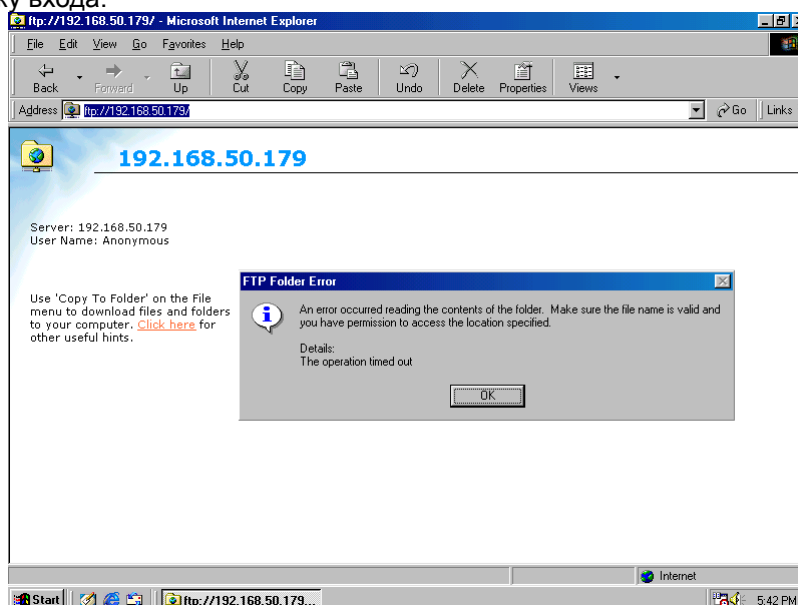 ку входа.
ftp://192.168.50.179/ - Microsoft Internet Explorer
File Edit View Go Favorites Help
Back Forward Up Cut Copy Paste Undo Delete Properties Views
Address ftp://192.168.50.179/ Go Links
192.168.50.179
Server: 192.168.50.179
User Name: Anonymous
Use 'Copy To Folder' on the File
menu to download files and folders
to your computer. Click here for
other useful hints.
FTP Folder Error
An error occurred reading the contents of the folder. Make sure the file name is valid and
you have permission to access the location specified.
Details:
The operation timed out
OK
Internet
Start ftp://192.168.50.179... 5:42 PM